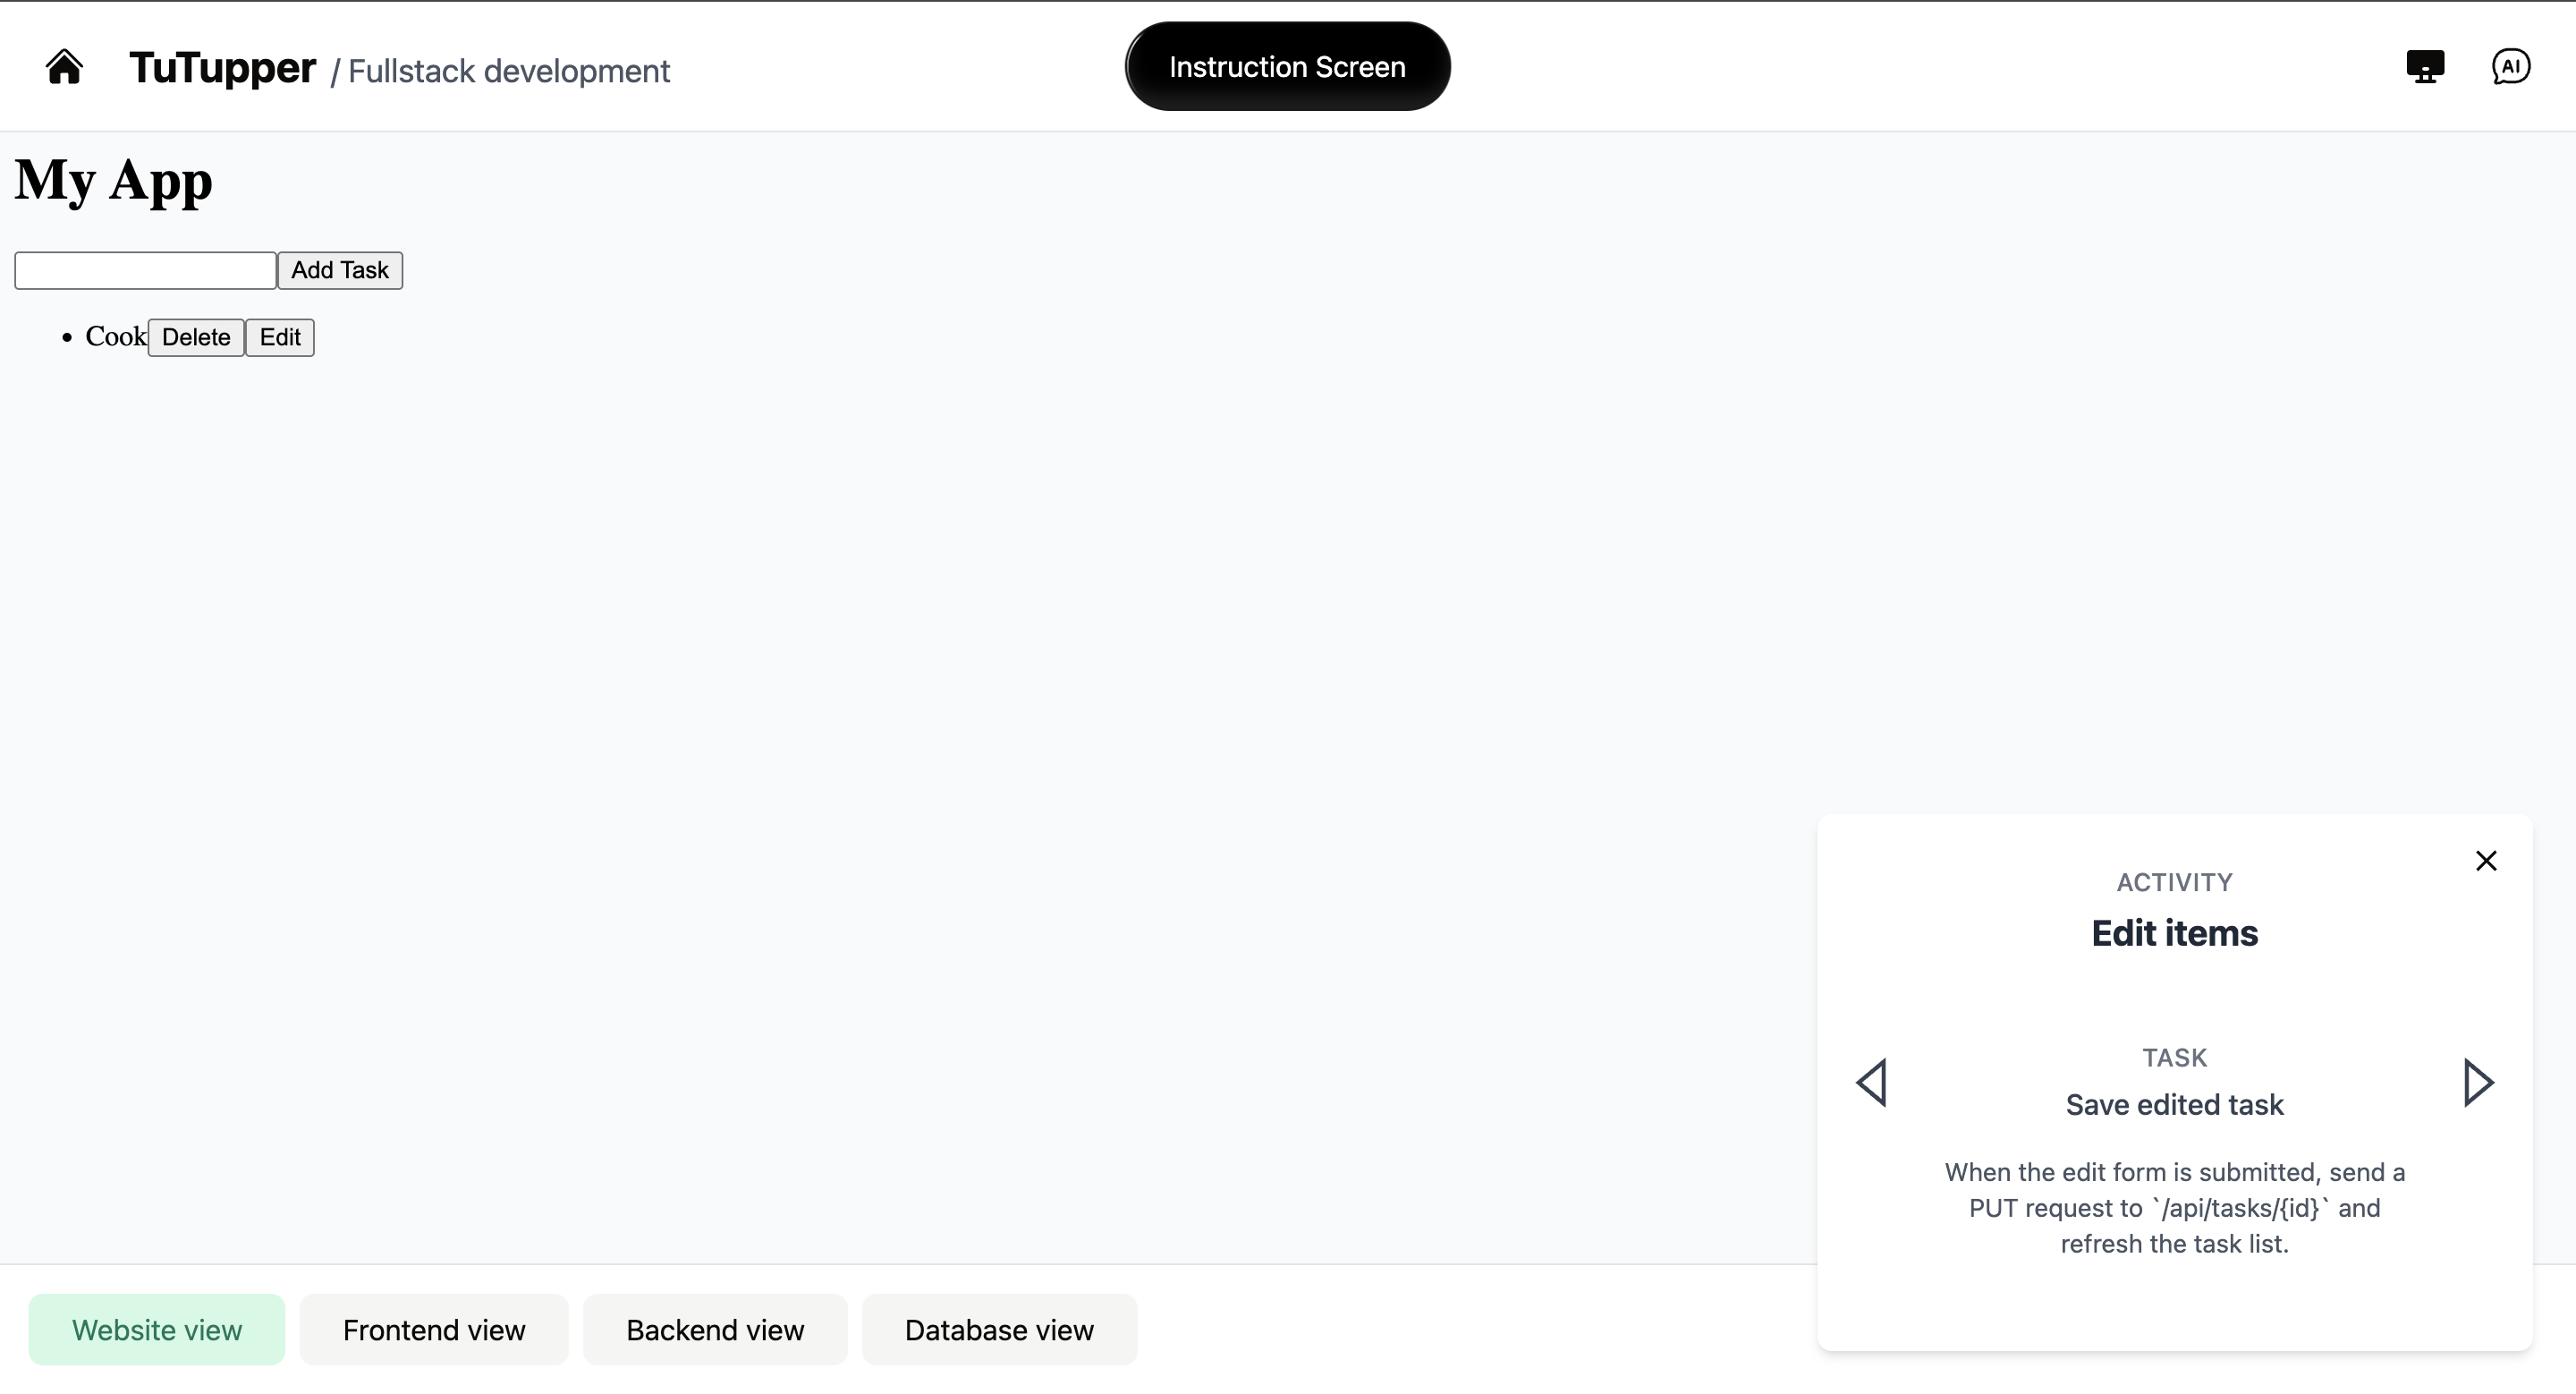 TuTupper / Fullstack development
Instruction Screen
AI
My App
Add Task
• Cook Delete Edit
ACTIVITY
Edit items
TASK
Save edited task
When the edit form is submitted, send a
PUT request to `/api/tasks/{id}` and
refresh the task list.
Website view
Frontend view
Backend view
Database view